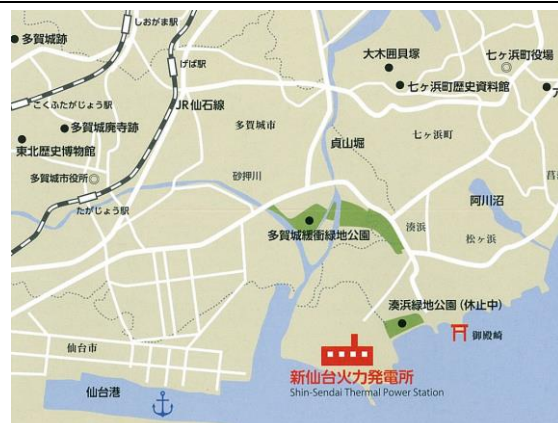 しおがま駅
多賀城跡
げば駅
大木囲貝塚
七ヶ浜町役場
七ヶ浜町歴史資料館
こくふたがじょう駅
JR仙石線
多賀城廃寺跡
多賀城市
貞山堀
七ヶ浜町
東北歴史博物館
多賀城市役所
砂押川
たがじょう駅
阿川沼
湊浜
松ヶ浜
多賀城緩衝緑地公園
湊浜緑地公園(休止中)
御殿崎
仙台市
新仙台火力発電所
Shin-Sendai Thermal Power Station
仙台港